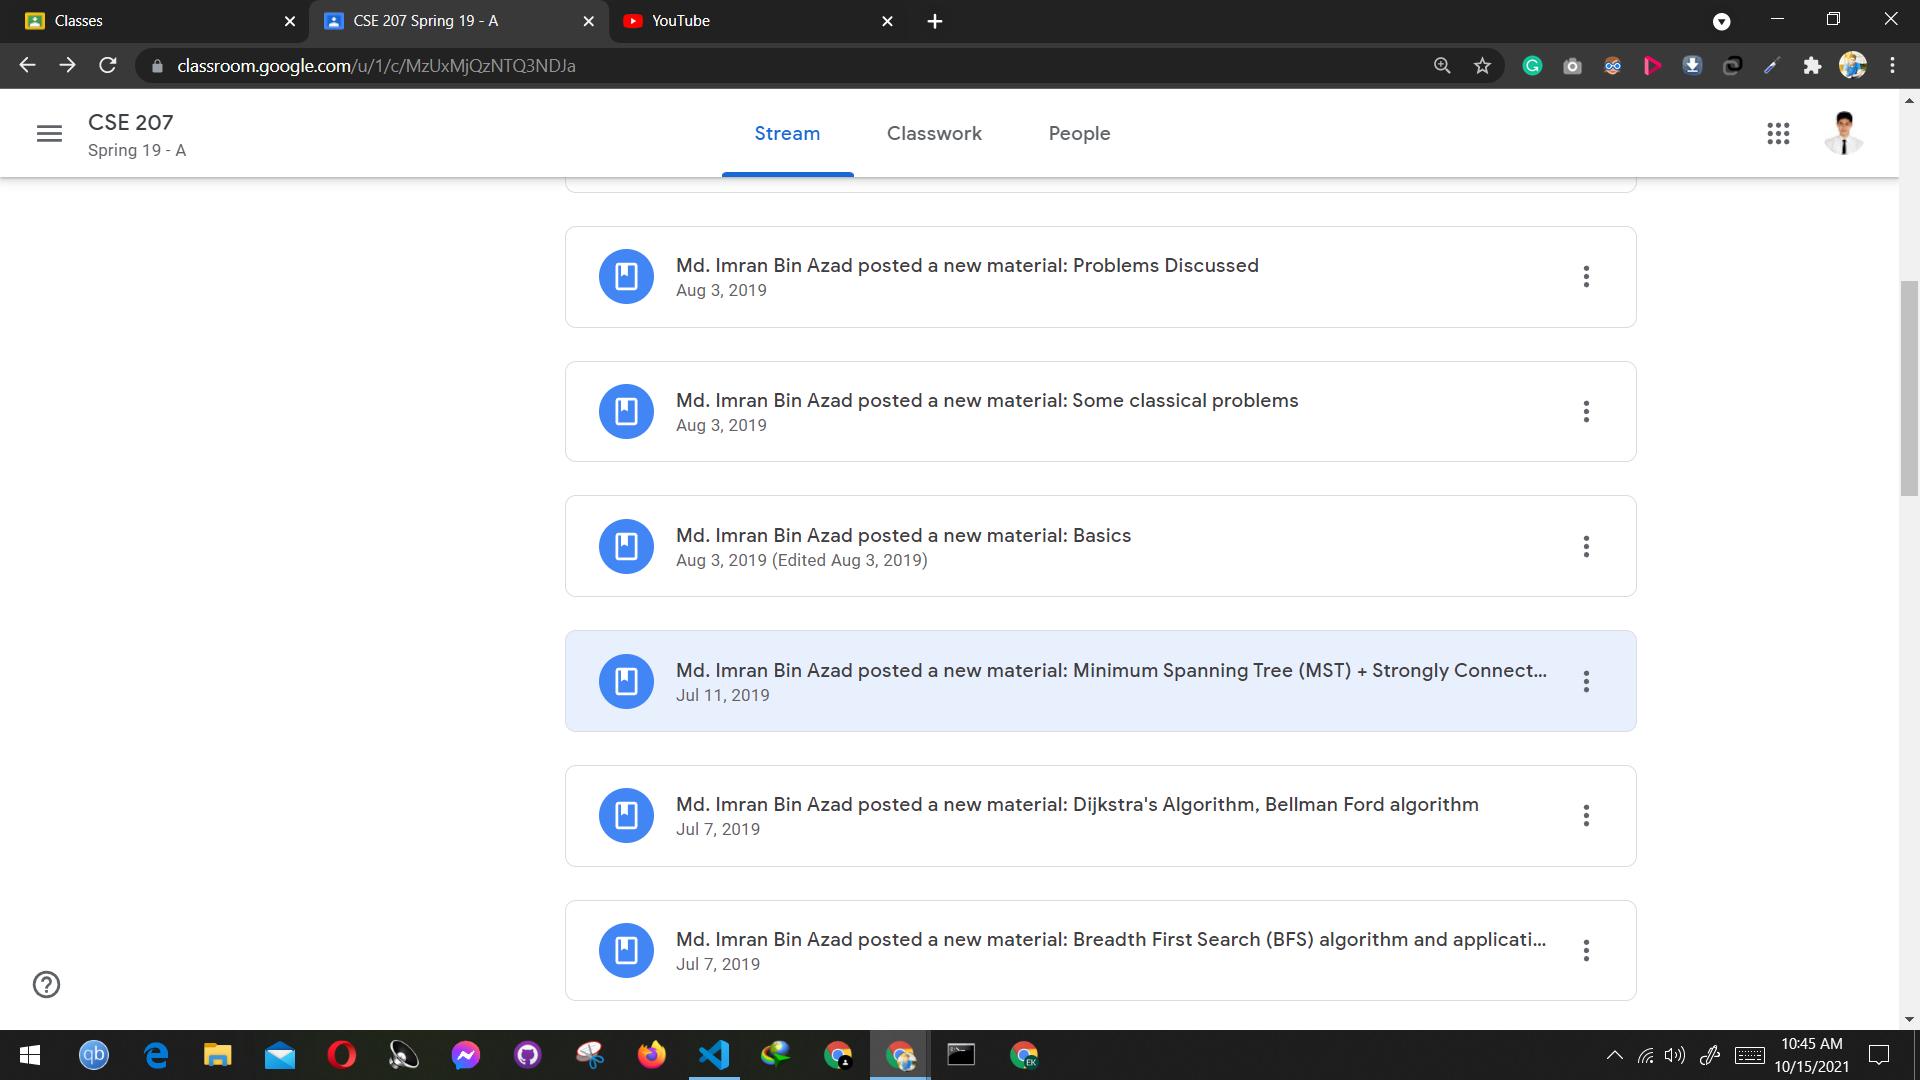 Classes
CSE 207 Spring 19 - A
YouTube
classroom.google.com/u/1/c/MzUxMjQzNTQ3NDJa
CSE 207
Spring 19 - A
Stream
Classwork
People
Md. Imran Bin Azad posted a new material: Problems Discussed
Aug 3, 2019
Md. Imran Bin Azad posted a new material: Some classical problems
Aug 3, 2019
Md. Imran Bin Azad posted a new material: Basics
Aug 3, 2019 (Edited Aug 3, 2019)
Md. Imran Bin Azad posted a new material: Minimum Spanning Tree (MST) + Strongly Connect...
Jul 11, 2019
Md. Imran Bin Azad posted a new material: Dijkstra's Algorithm, Bellman Ford algorithm
Jul 7, 2019
Md. Imran Bin Azad posted a new material: Breadth First Search (BFS) algorithm and applicati...
Jul 7, 2019
qb
EK
10:45 AM
10/15/2021